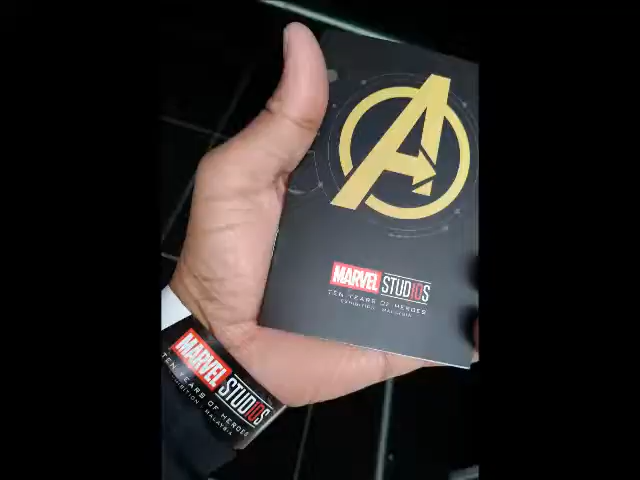 A
MARVEL STUDIOS
TEN YEARS OF HEROES
EXHIBITION - MALAYSIA
MARVEL STUDIOS
TEN YEARS OF HEROES
EXHIBITION - MALAYSIA